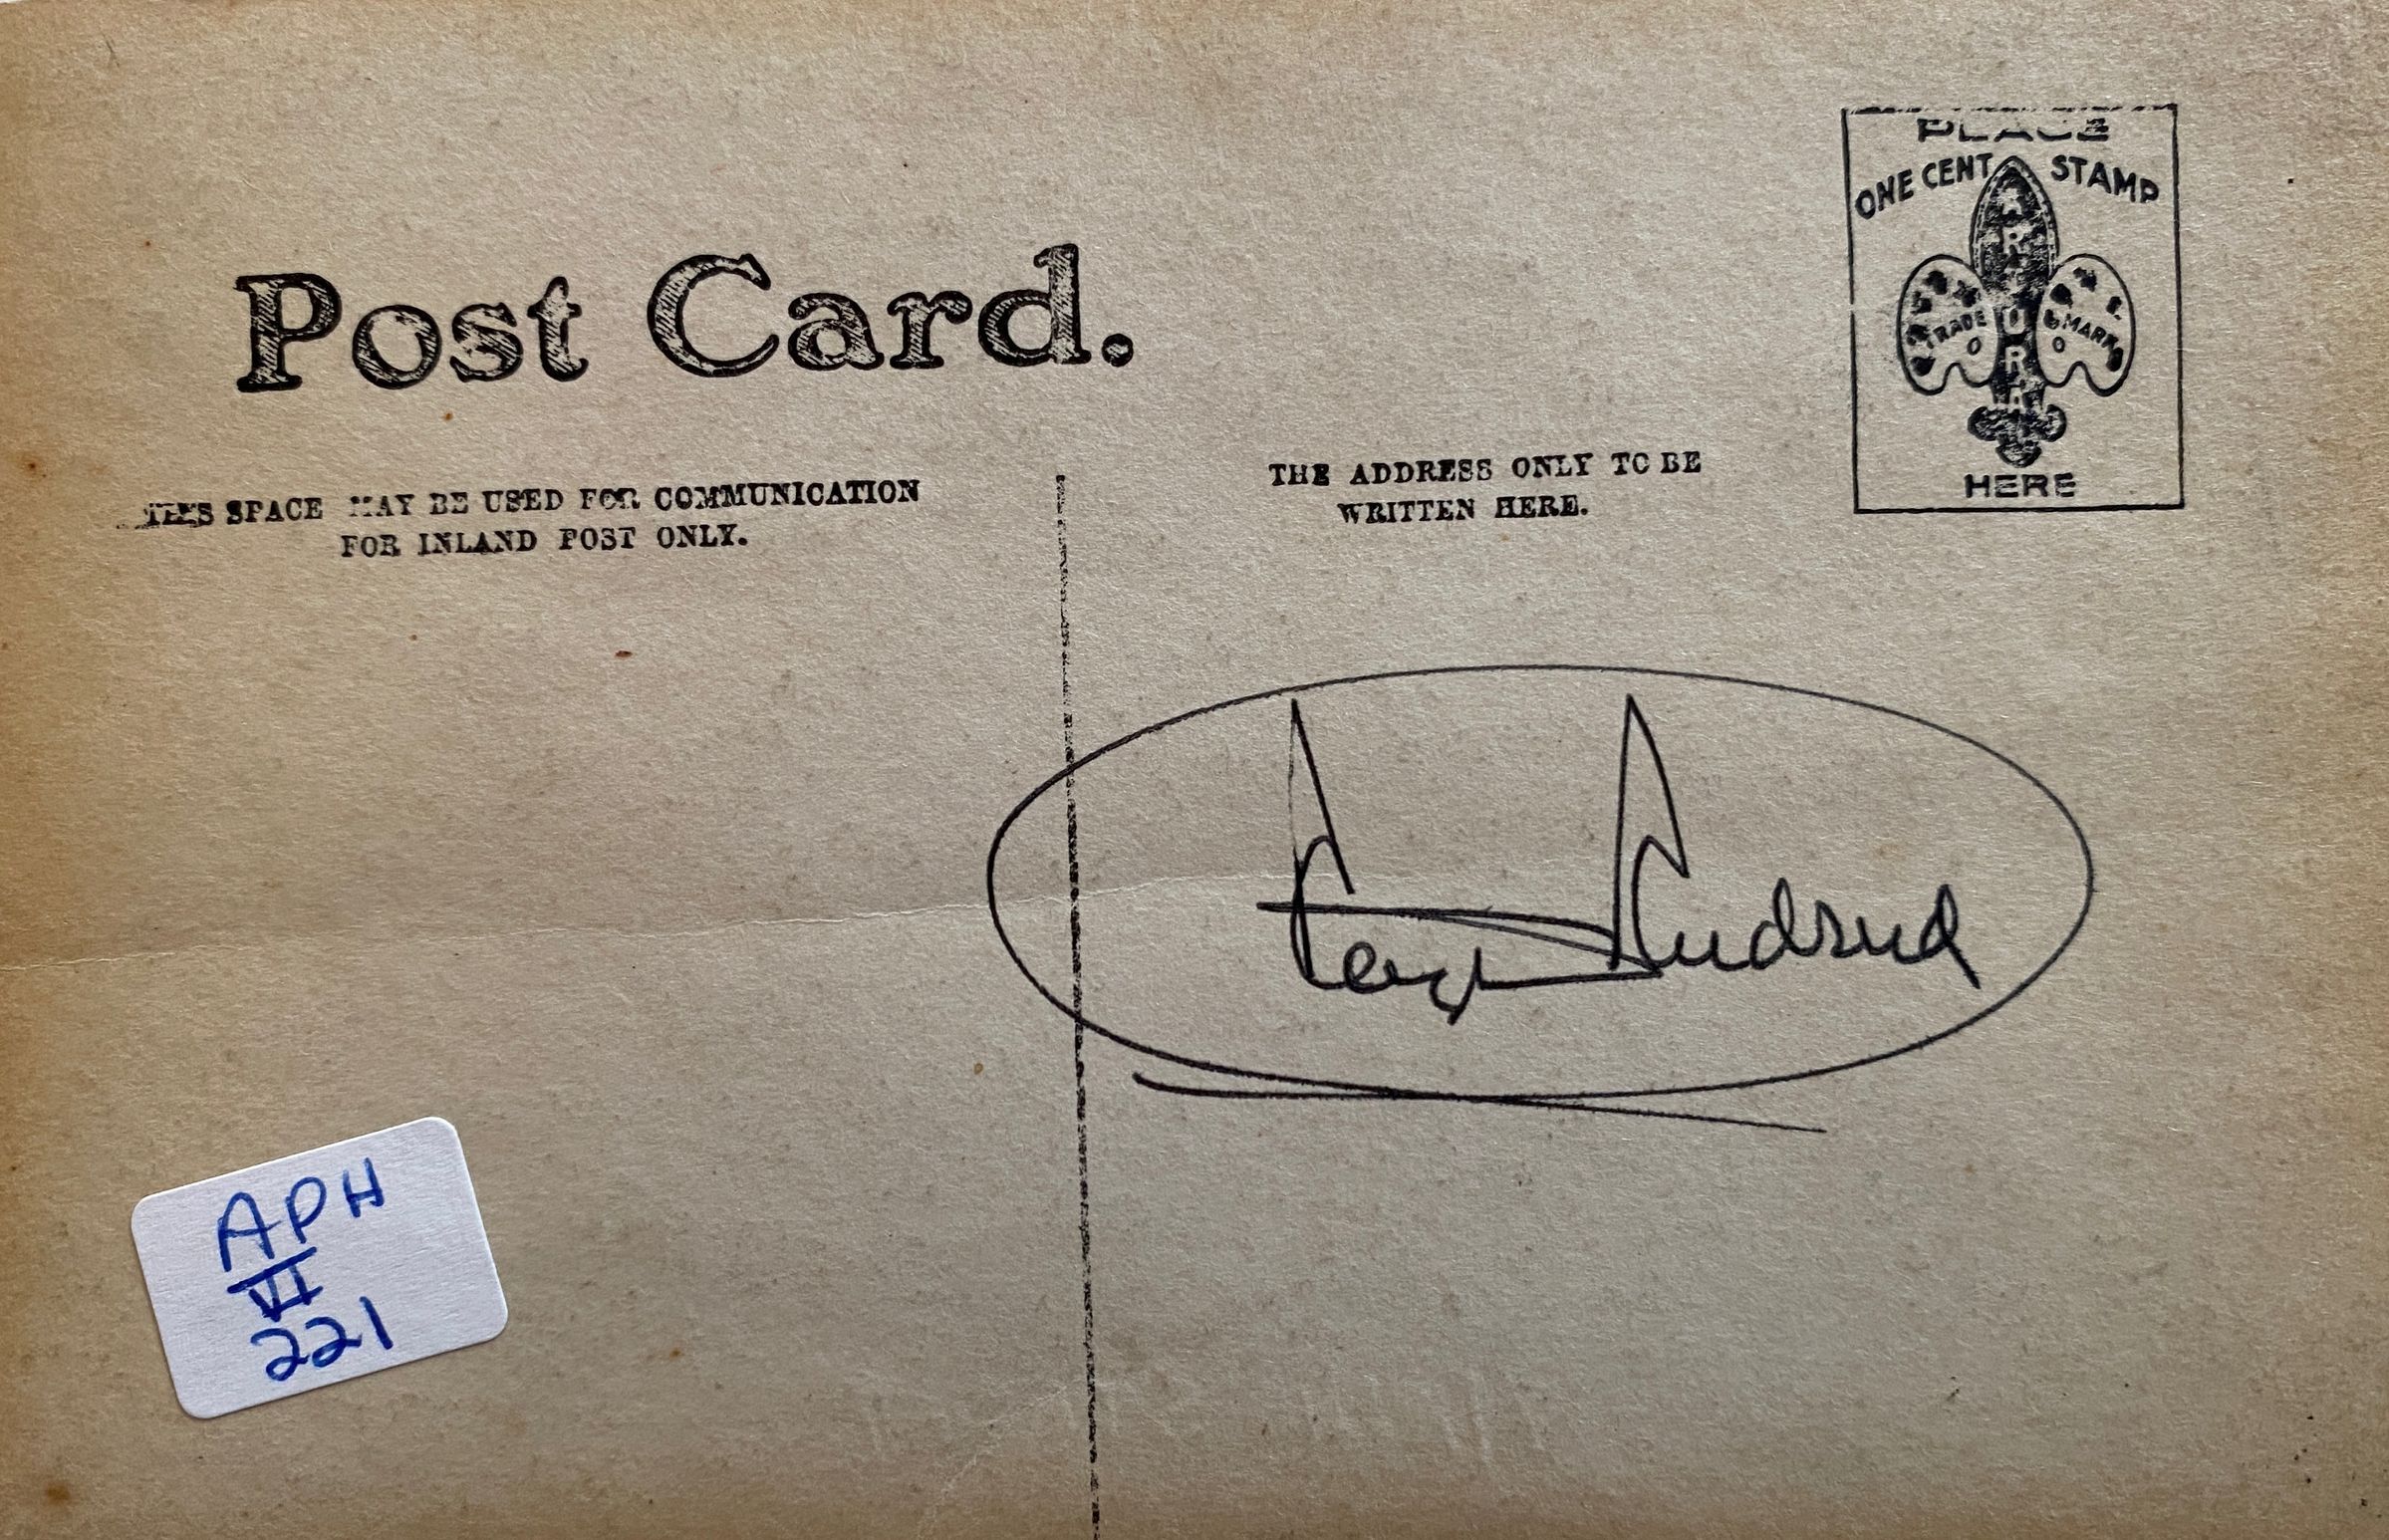 PLACE
ONE CENT STAMP
TRADE MARK
HERE
Post Card.
THIS SPACE MAY BE USED FOR COMMUNICATION
FOR INLAND POST ONLY.
THE ADDRESS ONLY TO BE
WRITTEN HERE.
APH
VI
221